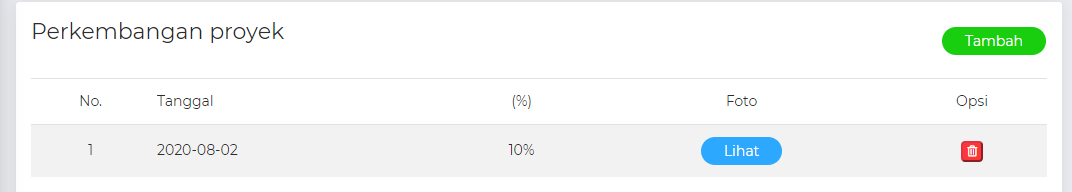 Perkembangan proyek
Tambah
No. Tanggal (%) Foto Opsi
1 2020-08-02 10% Lihat